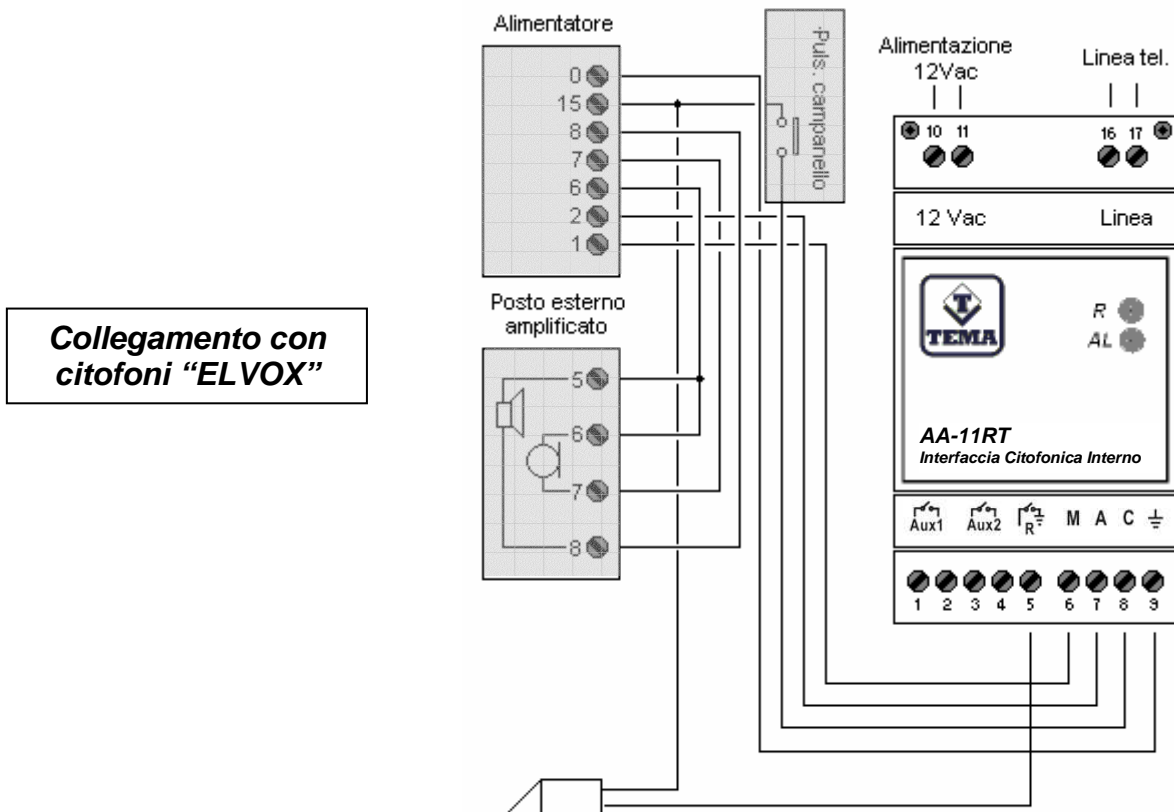 Collegamento con
citofoni “ELVOX”
Alimentatore
0
15
8
7
6
2
1
Posto esterno
amplificato
5
6
7
8
-Puls. campanello
Alimentazione
12Vac
Linea tel.
10 11
16 17
12 Vac
Linea
T
TEMA
R
AL
AA-11RT
Interfaccia Citofonica Interno
Aux1 Aux2 R M A C
1 2 3 4 5 6 7 8 9